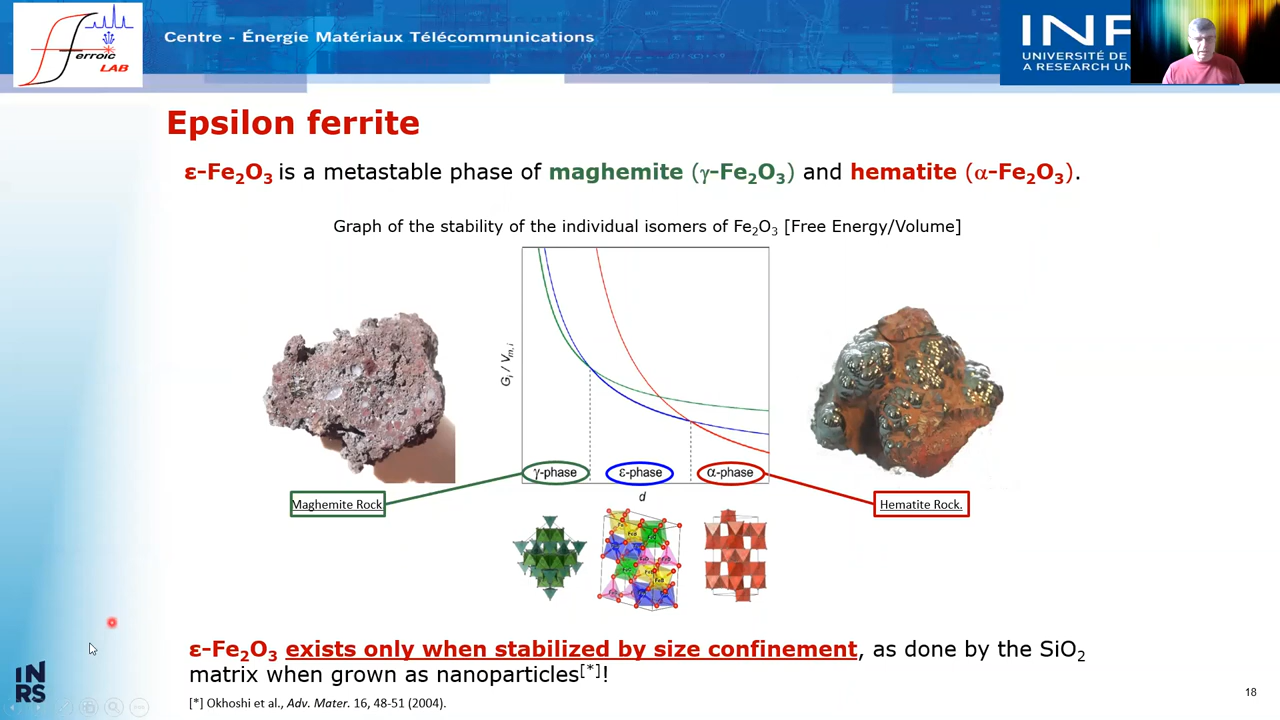 Ferroic
LAB
Centre - Énergie Matériaux Télécommunications
INF
UNIVERSITÉ DE
A RESEARCH UN
Epsilon ferrite
ε-Fe₂O₃ is a metastable phase of maghemite (γ-Fe₂O₃) and hematite (α-Fe₂O₃).
Graph of the stability of the individual isomers of Fe₂O₃ [Free Energy/Volume]
Gᵢ / Vₘ,ᵢ
γ-phase
ε-phase
α-phase
d
Maghemite Rock
Hematite Rock.
ε-Fe₂O₃ exists only when stabilized by size confinement, as done by the SiO₂
matrix when grown as nanoparticles[*]!
[*] Okhoshi et al., Adv. Mater. 16, 48-51 (2004).
INRS
18